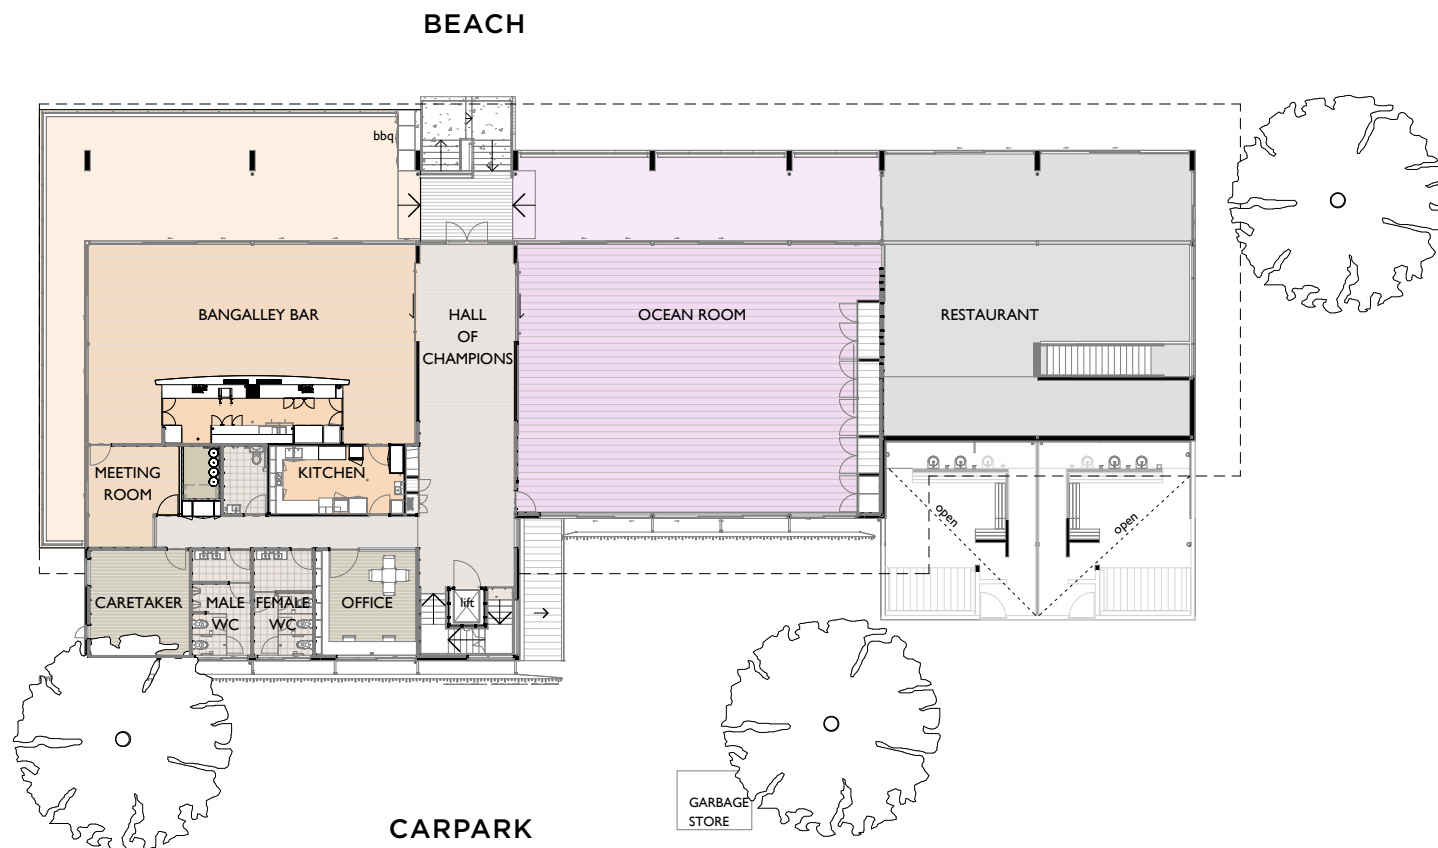 BEACH
bbq
BANGALLEY BAR
HALL
OF
CHAMPIONS
OCEAN ROOM
RESTAURANT
MEETING
ROOM
KITCHEN
open
open
CARETAKER
MALE
WC
FEMALE
WC
OFFICE
lift
GARBAGE
STORE
CARPARK